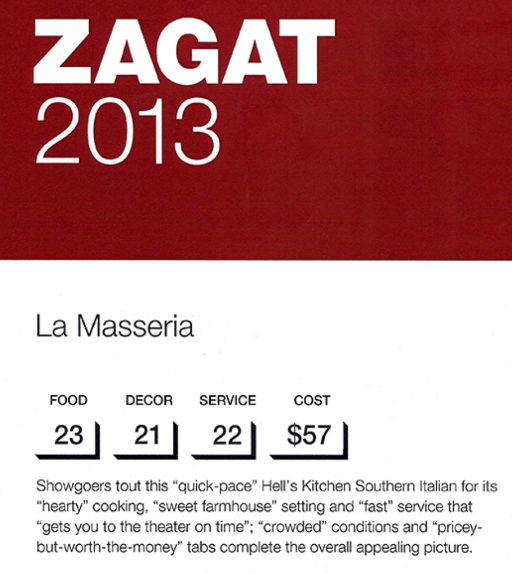 ZAGAT
2013
La Masseria
FOOD DECOR SERVICE COST
23 21 22 $57
Showgoers tout this “quick-pace” Hell’s Kitchen Southern Italian for its
“hearty” cooking, “sweet farmhouse” setting and “fast” service that
“gets you to the theater on time”; “crowded” conditions and “pricey-
but-worth-the-money” tabs complete the overall appealing picture.